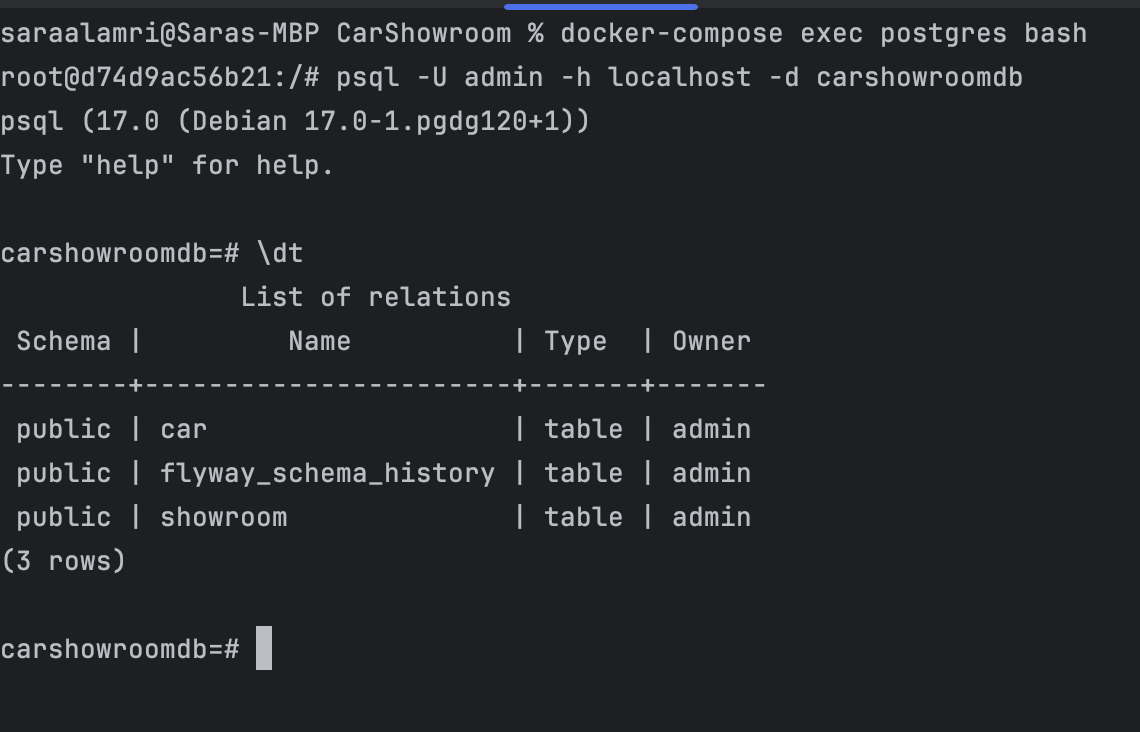 saraalamri@Saras-MBP CarShowroom % docker-compose exec postgres bash
root@d74d9ac56b21:/# psql -U admin -h localhost -d carshowroomdb
psql (17.0 (Debian 17.0-1.pgdg120+1))
Type "help" for help.

carshowroomdb=# \dt
               List of relations
 Schema |         Name          | Type  | Owner
--------+-----------------------+-------+-------
 public | car                   | table | admin
 public | flyway_schema_history | table | admin
 public | showroom              | table | admin
(3 rows)

carshowroomdb=#